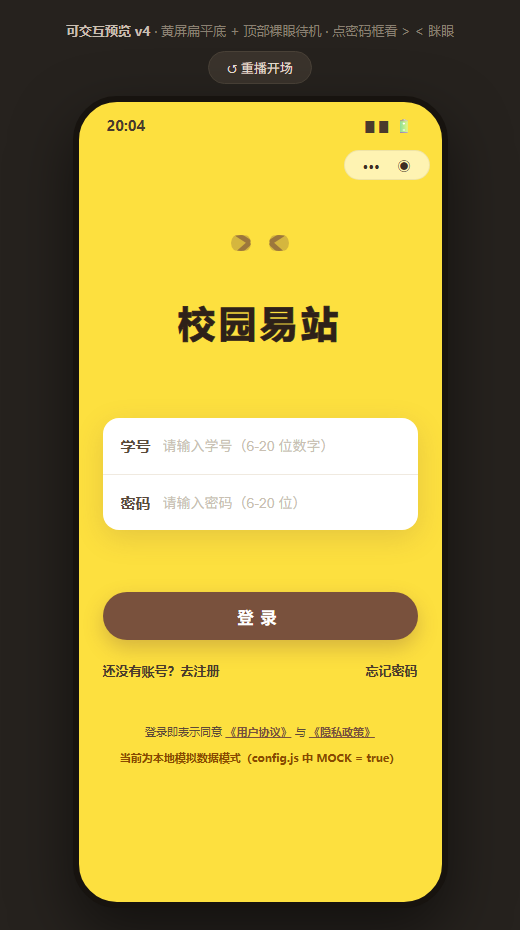 可交互预览 v4 · 黄屏扁平底 + 顶部裸眼待机 · 点密码框看 > < 眯眼
↺ 重播开场
20:04
校园易站
学号 请输入学号（6-20 位数字）
密码 请输入密码（6-20 位）
登 录
还没有账号？去注册 忘记密码
登录即表示同意 《用户协议》 与 《隐私政策》
当前为本地模拟数据模式（config.js 中 MOCK = true）